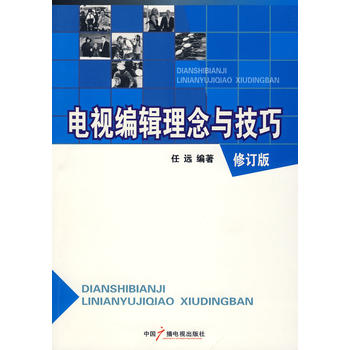 DIANSHIBIANJI
LINIANYUJIQIAO XIUDINGBAN
电视编辑理念与技巧
任远 编著
修订版
DIANSHIBIANJI
LINIANYUJIQIAO XIUDINGBAN
中国广播电视出版社